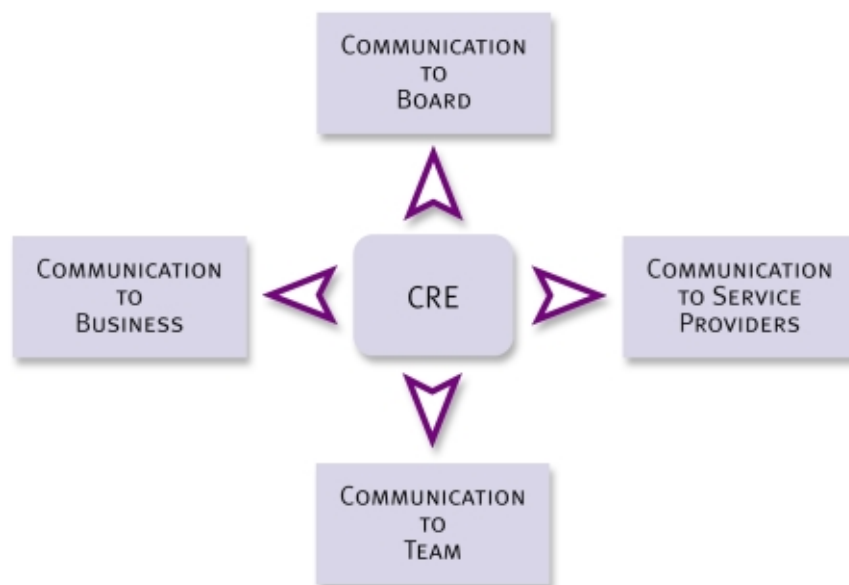 Communication
to
Board
Communication
to
Business
CRE
Communication
to Service
Providers
Communication
to
Team